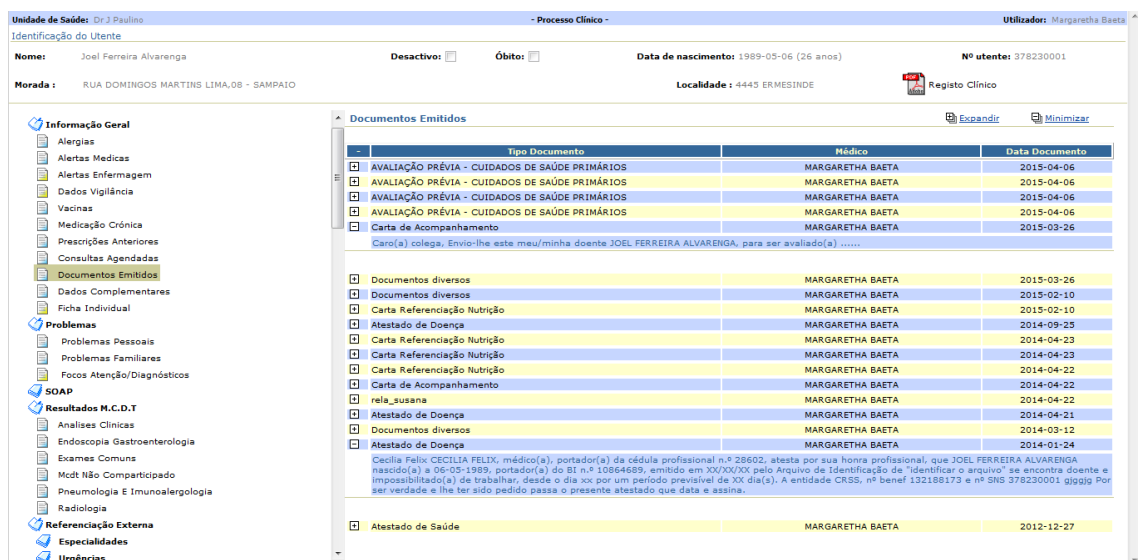 Unidade de Saúde: Dr J Paulino - Processo Clínico - Utilizador: Margaretha Baeta
Identificação do Utente
Nome: Joel Ferreira Alvarenga Desactivo: Óbito: Data de nascimento: 1989-05-06 (26 anos) Nº utente: 378230001
Morada : RUA DOMINGOS MARTINS LIMA,08 - SAMPAIO Localidade : 4445 ERMESINDE PDF Registo Clínico
Informação Geral
Alergias
Alertas Medicas
Alertas Enfermagem
Dados Vigilância
Vacinas
Medicação Crónica
Prescrições Anteriores
Consultas Agendadas
Documentos Emitidos
Dados Complementares
Ficha Individual
Problemas
Problemas Pessoais
Problemas Familiares
Focos Atenção/Diagnósticos
SOAP
Resultados M.C.D.T
Analises Clinicas
Endoscopia Gastroenterologia
Exames Comuns
Mcdt Não Comparticipado
Pneumologia E Imunoalergologia
Radiologia
Referenciação Externa
Especialidades
Urgências
Documentos Emitidos Expandir Minimizar
- Tipo Documento Médico Data Documento
AVALIAÇÃO PRÉVIA - CUIDADOS DE SAÚDE PRIMÁRIOS MARGARETHA BAETA 2015-04-06
AVALIAÇÃO PRÉVIA - CUIDADOS DE SAÚDE PRIMÁRIOS MARGARETHA BAETA 2015-04-06
AVALIAÇÃO PRÉVIA - CUIDADOS DE SAÚDE PRIMÁRIOS MARGARETHA BAETA 2015-04-06
AVALIAÇÃO PRÉVIA - CUIDADOS DE SAÚDE PRIMÁRIOS MARGARETHA BAETA 2015-04-06
Carta de Acompanhamento MARGARETHA BAETA 2015-03-26
Caro(a) colega, Envio-lhe este meu/minha doente JOEL FERREIRA ALVARENGA, para ser avaliado(a) ......
Documentos diversos MARGARETHA BAETA 2015-03-26
Documentos diversos MARGARETHA BAETA 2015-02-10
Carta Referenciação Nutrição MARGARETHA BAETA 2015-02-10
Atestado de Doença MARGARETHA BAETA 2014-09-25
Carta Referenciação Nutrição MARGARETHA BAETA 2014-04-23
Carta Referenciação Nutrição MARGARETHA BAETA 2014-04-23
Carta Referenciação Nutrição MARGARETHA BAETA 2014-04-22
Carta de Acompanhamento MARGARETHA BAETA 2014-04-22
rela_susana MARGARETHA BAETA 2014-04-22
Atestado de Doença MARGARETHA BAETA 2014-04-21
Documentos diversos MARGARETHA BAETA 2014-03-12
Atestado de Doença MARGARETHA BAETA 2014-01-24
Cecilia Felix CECILIA FELIX, médico(a), portador(a) da cédula profissional n.º 28602, atesta por sua honra profissional, que JOEL FERREIRA ALVARENGA
nascido(a) a 06-05-1989, portador(a) do BI n.º 10864689, emitido em XX/XX/XX pelo Arquivo de Identificação de "identificar o arquivo" se encontra doente e
impossibilitado(a) de trabalhar, desde o dia xx por um período previsível de XX dia(s). A entidade CRSS, nº benef 132188173 e nº SNS 378230001 gjggjg Por
ser verdade e lhe ter sido pedido passa o presente atestado que data e assina.
Atestado de Saúde MARGARETHA BAETA 2012-12-27